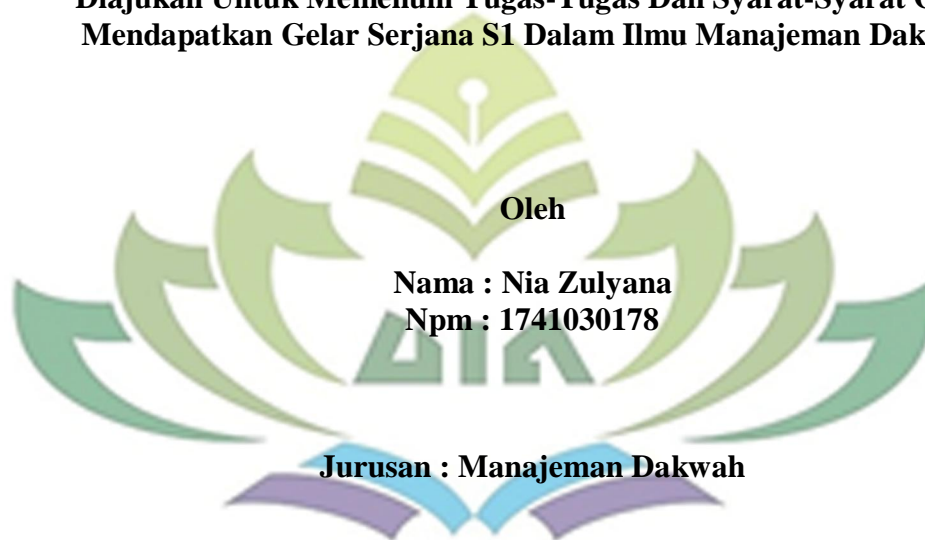 Diajukan Untuk Memenuhi Tugas-Tugas Dan Syarat-Syarat
Mendapatkan Gelar Serjana S1 Dalam Ilmu Manajeman
Oleh
Nama : Nia Zulyana
Npm : 1741030178
Jurusan : Manajeman Dakwah